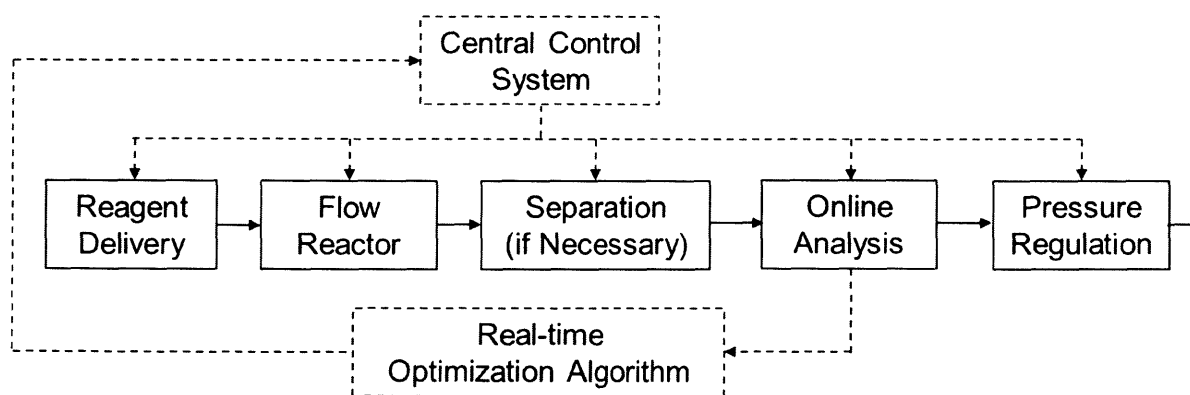 Central Control
System
Reagent
Delivery
Flow
Reactor
Separation
(if Necessary)
Online
Analysis
Pressure
Regulation
Real-time
Optimization Algorithm